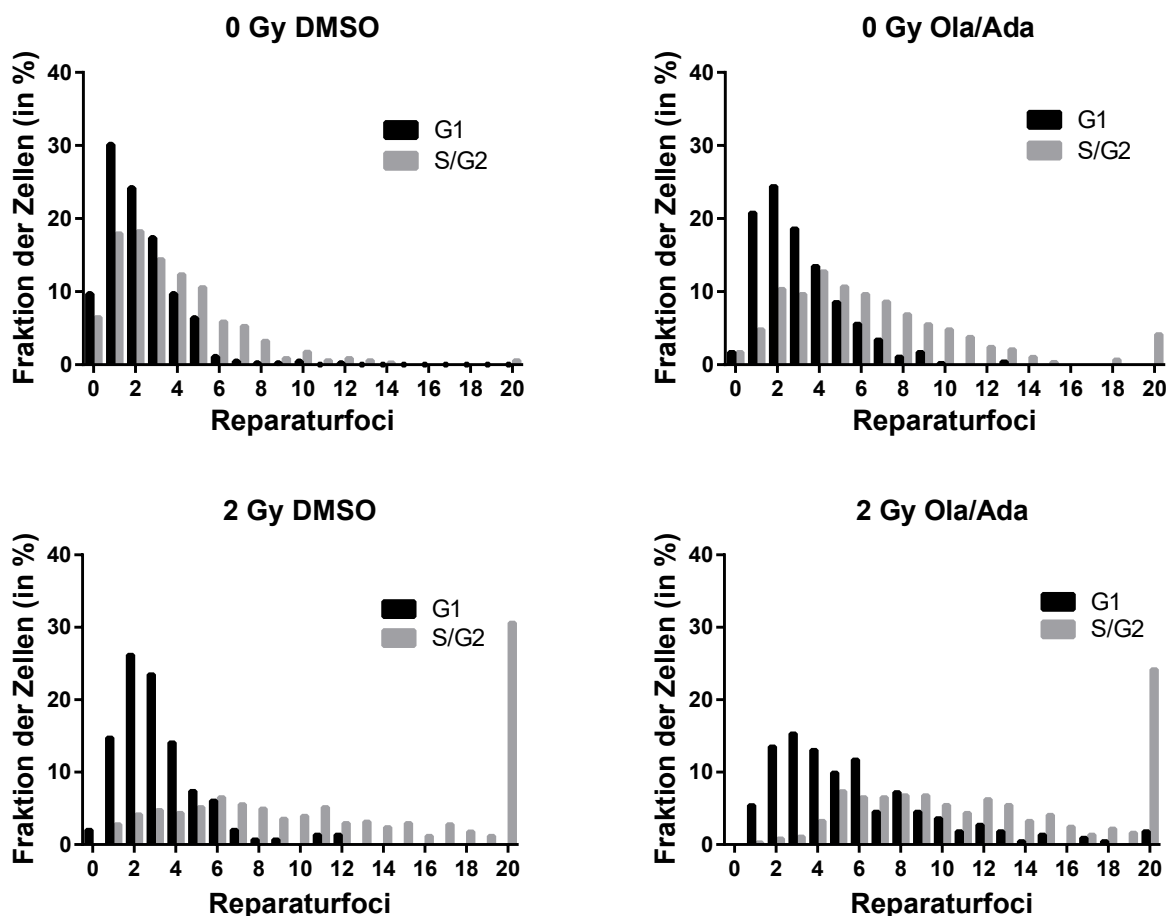 0 Gy DMSO
Fraktion der Zellen (in %)
40
30
20
10
0
G1
S/G2
0 2 4 6 8 10 12 14 16 18 20
Reparaturfoci
0 Gy Ola/Ada
Fraktion der Zellen (in %)
40
30
20
10
0
G1
S/G2
0 2 4 6 8 10 12 14 16 18 20
Reparaturfoci
2 Gy DMSO
Fraktion der Zellen (in %)
40
30
20
10
0
G1
S/G2
0 2 4 6 8 10 12 14 16 18 20
Reparaturfoci
2 Gy Ola/Ada
Fraktion der Zellen (in %)
40
30
20
10
0
G1
S/G2
0 2 4 6 8 10 12 14 16 18 20
Reparaturfoci